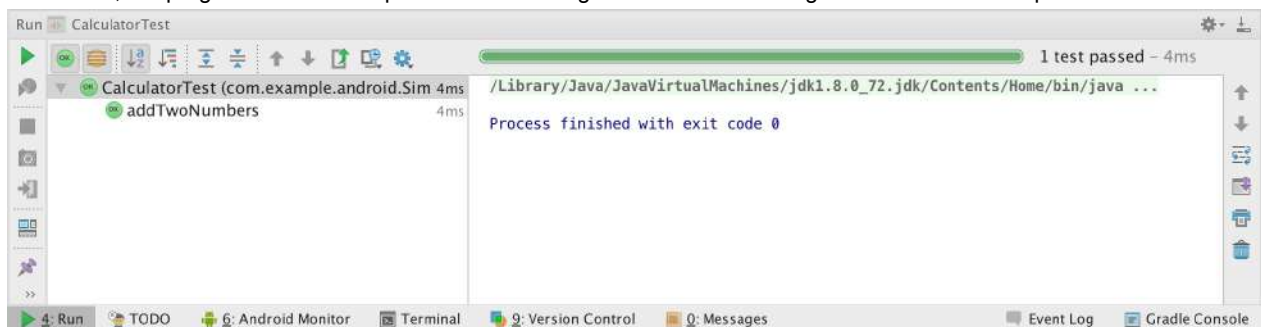 Run CalculatorTest
1 test passed – 4ms
CalculatorTest (com.example.android.Sim 4ms
addTwoNumbers 4ms
/Library/Java/JavaVirtualMachines/jdk1.8.0_72.jdk/Contents/Home/bin/java ...
Process finished with exit code 0
4: Run TODO 6: Android Monitor Terminal 9: Version Control 0: Messages Event Log Gradle Console